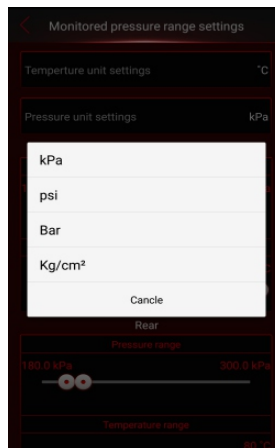 Monitored pressure range settings
Temperture unit settings °C
Pressure unit settings kPa
kPa
psi
Bar
Kg/cm²
Cancle
Rear
Pressure range
180.0 kPa 300.0 kPa
Temperature range
80 °C